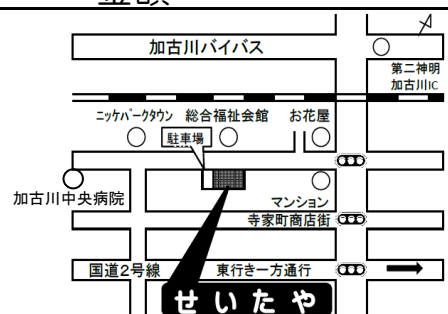 加古川バイパス
第二神明
加古川IC
ニッケパークタウン 総合福祉会館 お花屋
駐車場
加古川中央病院
マンション
寺家町商店街
国道2号線 東行き一方通行
せいたや